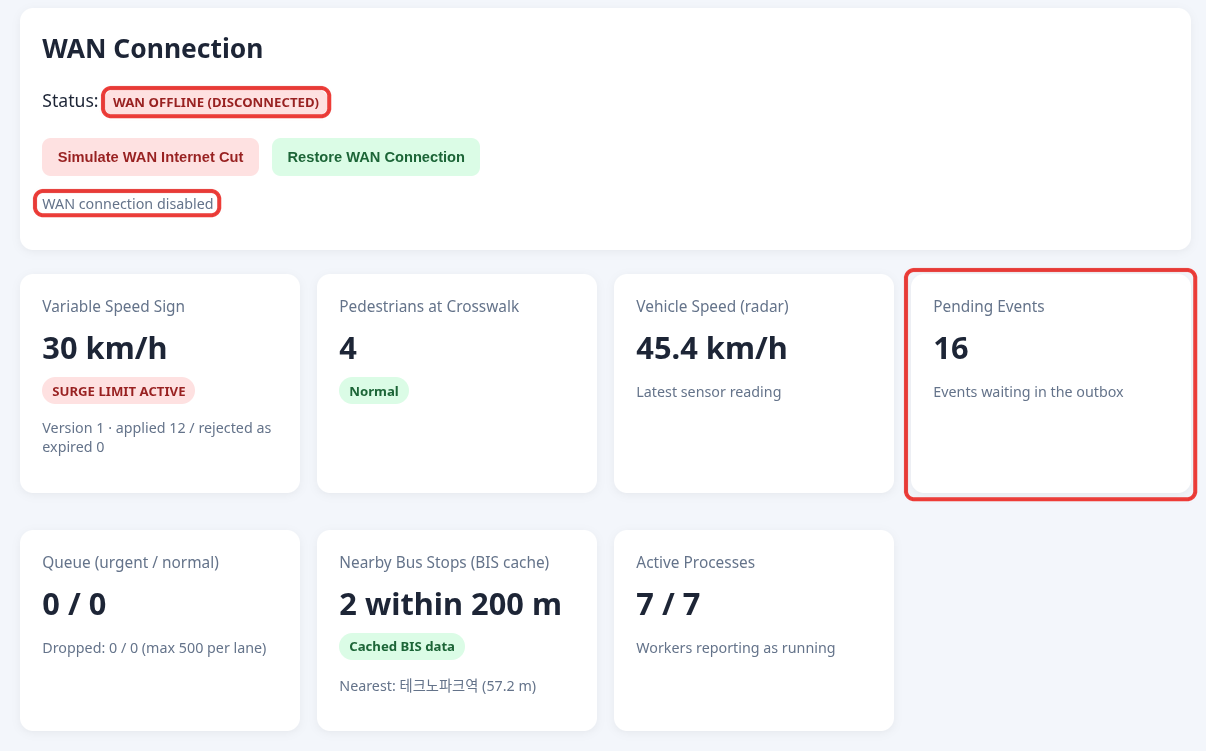 WAN Connection
Status: WAN OFFLINE (DISCONNECTED)
Simulate WAN Internet Cut
Restore WAN Connection
WAN connection disabled
Variable Speed Sign
30 km/h
SURGE LIMIT ACTIVE
Version 1 · applied 12 / rejected as
expired 0
Pedestrians at Crosswalk
4
Normal
Vehicle Speed (radar)
45.4 km/h
Latest sensor reading
Pending Events
16
Events waiting in the outbox
Queue (urgent / normal)
0 / 0
Dropped: 0 / 0 (max 500 per lane)
Nearby Bus Stops (BIS cache)
2 within 200 m
Cached BIS data
Nearest: 테크노파크역 (57.2 m)
Active Processes
7 / 7
Workers reporting as running